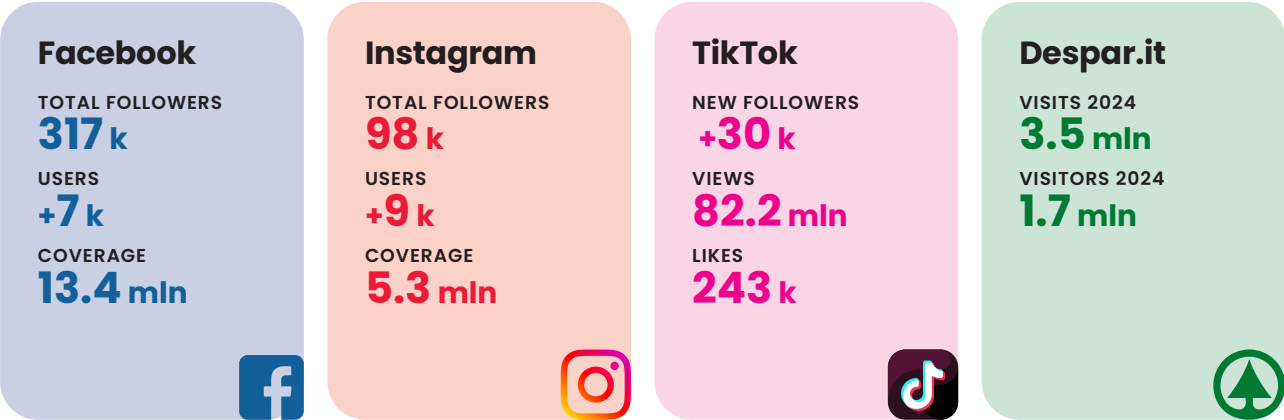 Facebook
TOTAL FOLLOWERS
317 k
USERS
+7 k
COVERAGE
13.4 mln
Instagram
TOTAL FOLLOWERS
98 k
USERS
+9 k
COVERAGE
5.3 mln
TikTok
NEW FOLLOWERS
+30 k
VIEWS
82.2 mln
LIKES
243 k
Despar.it
VISITS 2024
3.5 mln
VISITORS 2024
1.7 mln